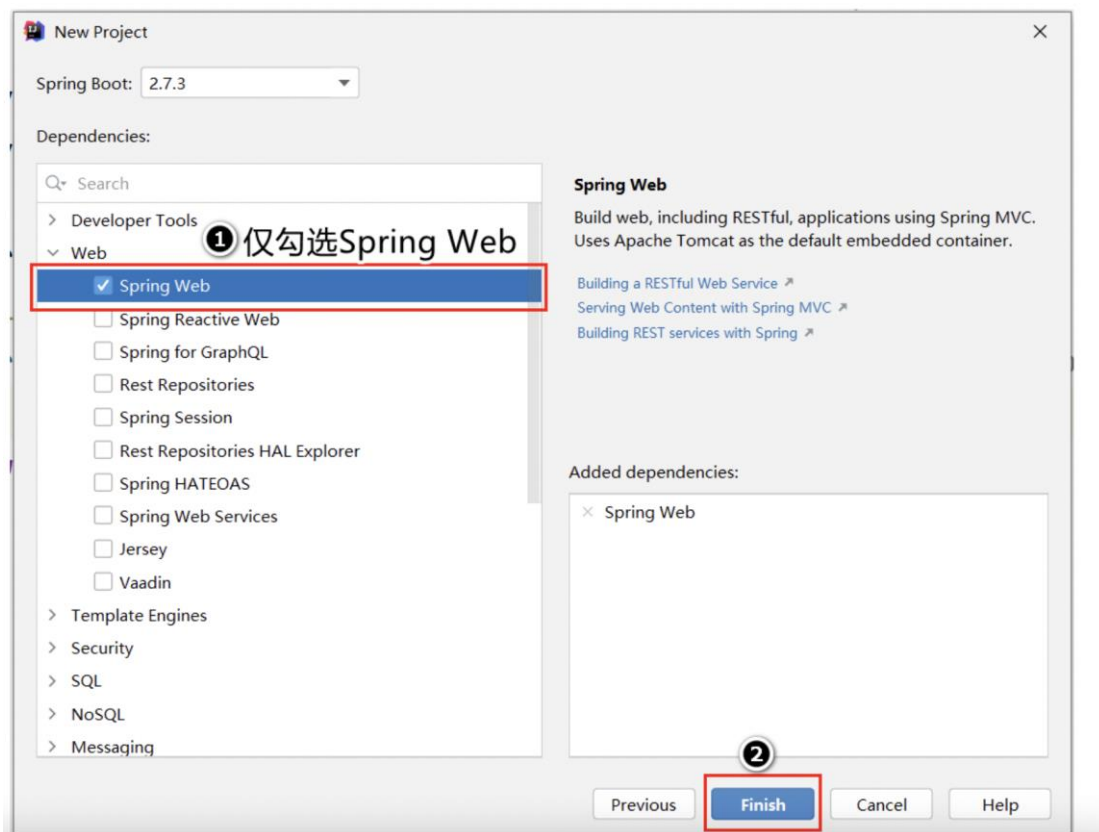 New Project
Spring Boot: 2.7.3
Dependencies:
Search
Developer Tools
Web
❶仅勾选Spring Web
Spring Web
Spring Reactive Web
Spring for GraphQL
Rest Repositories
Spring Session
Rest Repositories HAL Explorer
Spring HATEOAS
Spring Web Services
Jersey
Vaadin
Template Engines
Security
SQL
NoSQL
Messaging
Spring Web
Build web, including RESTful, applications using Spring MVC.
Uses Apache Tomcat as the default embedded container.
Building a RESTful Web Service
Serving Web Content with Spring MVC
Building REST services with Spring
Added dependencies:
Spring Web
❷
Previous
Finish
Cancel
Help